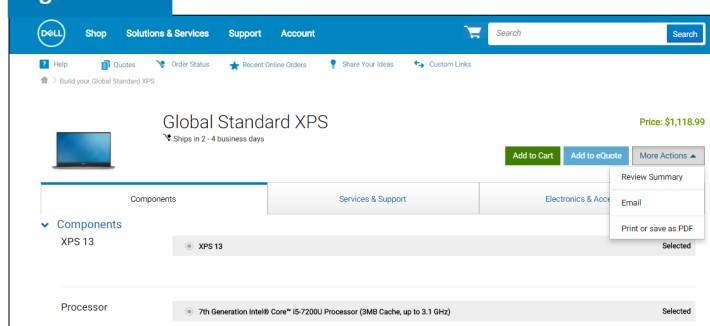 DELL Shop Solutions & Services Support Account Search Search
? Help Quotes Order Status Recent Online Orders Share Your Ideas Custom Links
> Build your Global Standard XPS
Global Standard XPS
Price: $1,118.99
Ships in 2 - 4 business days
Add to Cart Add to eQuote More Actions
Review Summary
Email
Print or save as PDF
Components Services & Support Electronics & Acce
Components
XPS 13
XPS 13 Selected
Processor
7th Generation Intel® Core™ i5-7200U Processor (3MB Cache, up to 3.1 GHz) Selected